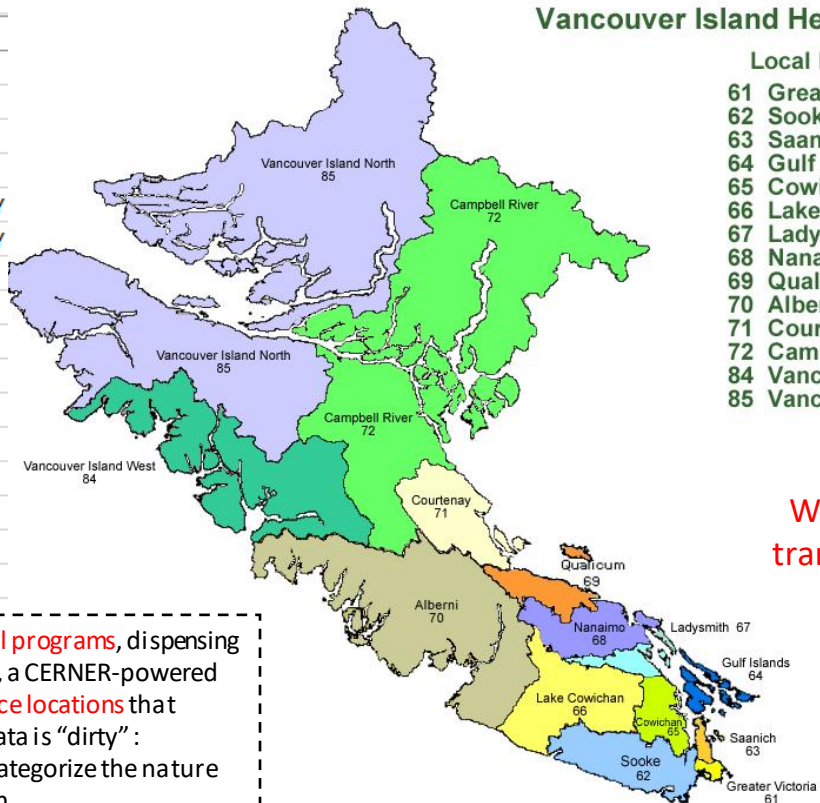 Vancouver Island He
Local
61 Grea
62 Sook
63 Saan
64 Gulf
65 Cowi
66 Lake
67 Lady
68 Nana
69 Qual
70 Alber
71 Cour
72 Cam
84 Vanc
85 Vanc
Vancouver Island North
85
Campbell River
72
Vancouver Island North
85
Campbell River
72
Vancouver Island West
84
Courtenay
71
W
tran
Qualicum
69
Alberni
70
Nanaimo
68
Ladysmith 67
Gulf Islands
64
Lake Cowichan
66
Cowichan
65
Saanich
63
Sooke
62
Greater Victoria
61
l programs, dispensing
, a CERNER-powered
ce locations that
ata is “dirty” :
ategorize the nature